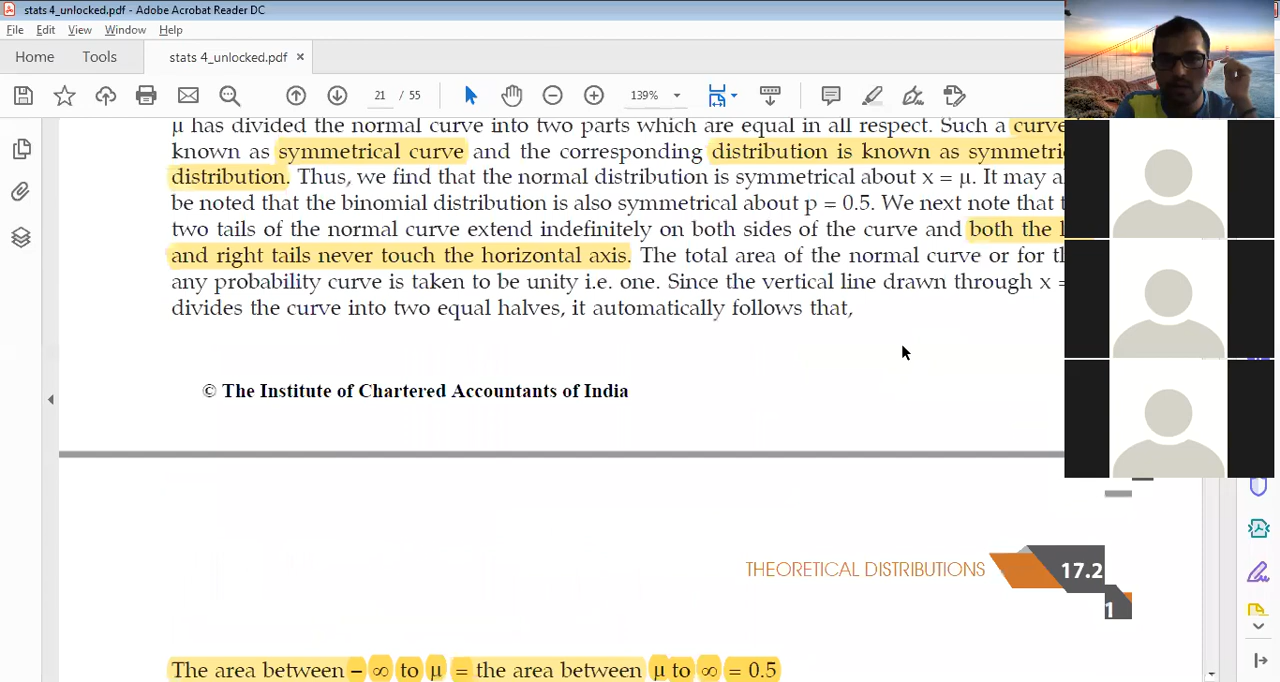 stats 4_unlocked.pdf - Adobe Acrobat Reader DC
File Edit View Window Help
Home Tools stats 4_unlocked.pdf ×
21 / 55 139%
μ has divided the normal curve into two parts which are equal in all respect. Such a curve
known as symmetrical curve and the corresponding distribution is known as symmetri
distribution. Thus, we find that the normal distribution is symmetrical about x = μ. It may al
be noted that the binomial distribution is also symmetrical about p = 0.5. We next note that t
two tails of the normal curve extend indefinitely on both sides of the curve and both the l
and right tails never touch the horizontal axis. The total area of the normal curve or for th
any probability curve is taken to be unity i.e. one. Since the vertical line drawn through x =
divides the curve into two equal halves, it automatically follows that,
© The Institute of Chartered Accountants of India
THEORETICAL DISTRIBUTIONS 17.2
1
The area between – ∞ to μ = the area between μ to ∞ = 0.5